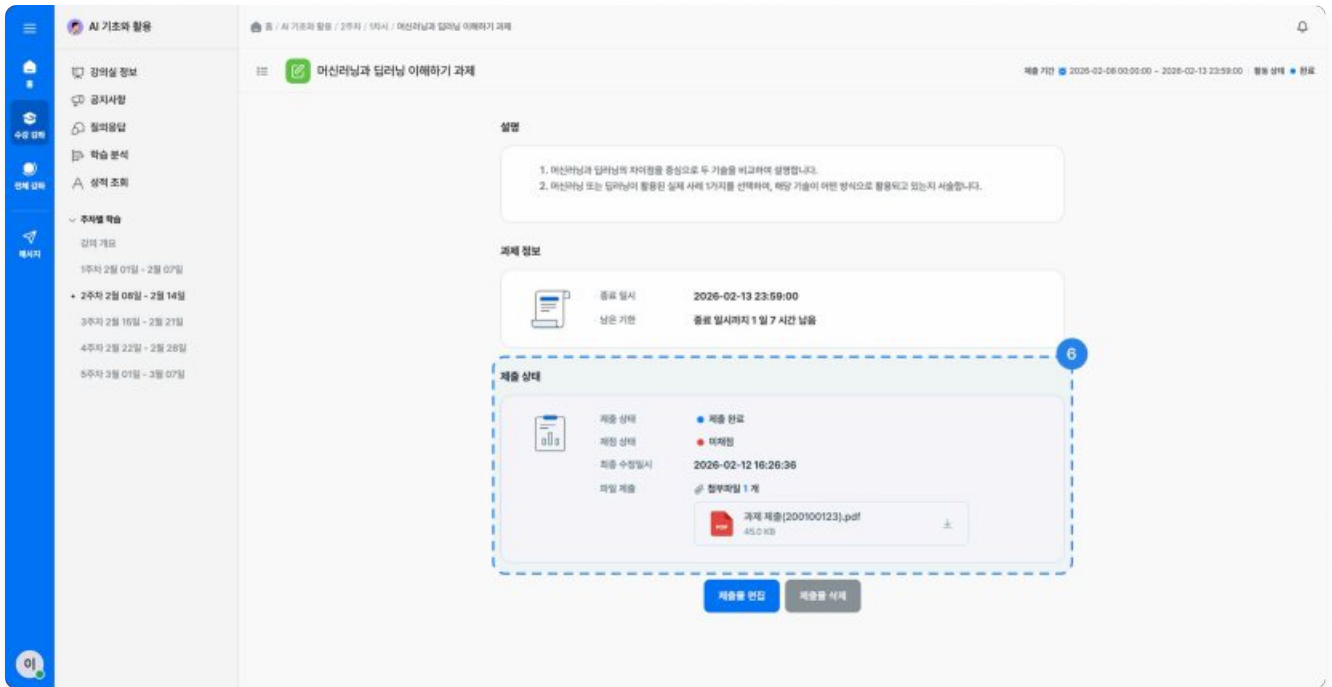 AI 기초와 활용
홈 / AI 기초와 활용 / 2주차 / 1차시 / 머신러닝과 딥러닝 이해하기 과제
홈
수강 강좌
전체 강좌
메시지
이
강의실 정보
공지사항
질의응답
학습 분석
성적 조회
주차별 학습
강의 개요
1주차 2월 01일 - 2월 07일
2주차 2월 08일 - 2월 14일
3주차 2월 15일 - 2월 21일
4주차 2월 22일 - 2월 28일
5주차 3월 01일 - 3월 07일
머신러닝과 딥러닝 이해하기 과제
제출 기간 2026-02-08 00:00:00 ~ 2026-02-13 23:59:00 활동 상태 완료
설명
1. 머신러닝과 딥러닝의 차이점을 중심으로 두 기술을 비교하여 설명합니다.
2. 머신러닝 또는 딥러닝이 활용된 실제 사례 1가지를 선택하여, 해당 기술이 어떤 방식으로 활용되고 있는지 서술합니다.
과제 정보
종료 일시 2026-02-13 23:59:00
남은 기한 종료 일시까지 1 일 7 시간 남음
6
제출 상태
제출 상태 제출 완료
채점 상태 미채점
최종 수정일시 2026-02-12 16:26:36
파일 제출 첨부파일 1 개
PDF
과제 제출(200100123).pdf
45.0 KB
제출물 편집
제출물 삭제